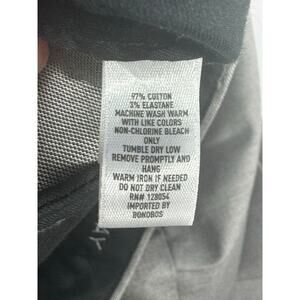 97% COTTON
3% ELASTANE
MACHINE WASH WARM
WITH LIKE COLORS
NON-CHLORINE BLEACH
ONLY
TUMBLE DRY LOW
REMOVE PROMPTLY AND
HANG
WARM IRON IF NEEDED
DO NOT DRY CLEAN
RN# 128054
IMPORTED BY
BONOBOS